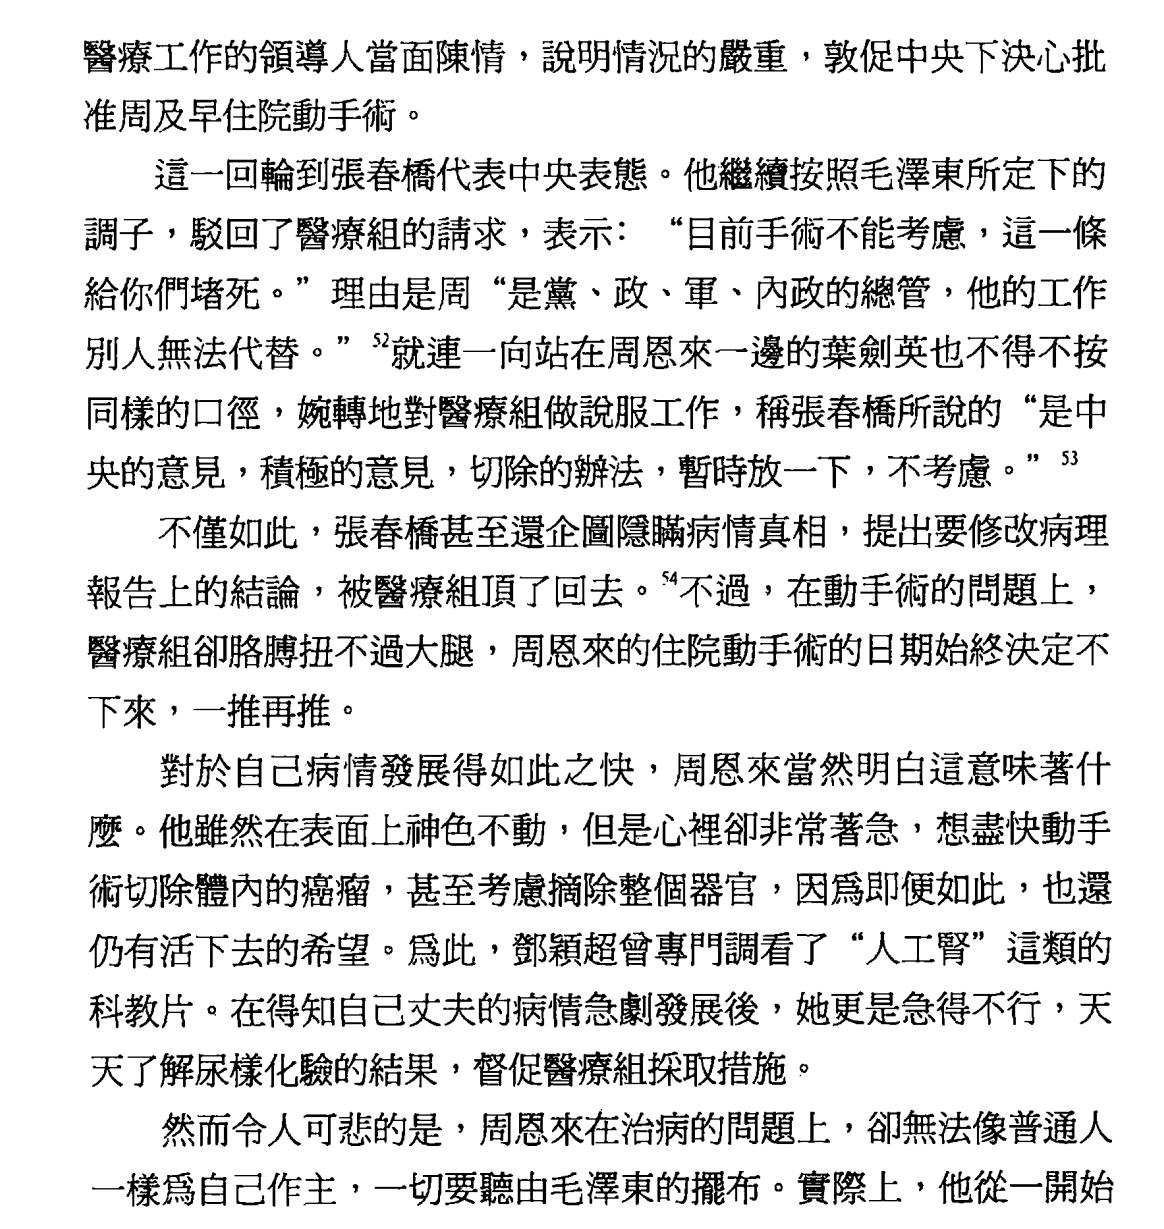 醫療工作的領導人當面陳情，說明情況的嚴重，敦促中央下決心批
准周及早住院動手術。
這一回輪到張春橋代表中央表態。他繼續按照毛澤東所定下的
調子，駁回了醫療組的請求，表示：“目前手術不能考慮，這一條
給你們堵死。”理由是周“是黨、政、軍、內政的總管，他的工作
別人無法代替。”52就連一向站在周恩來一邊的葉劍英也不得不按
同樣的口徑，婉轉地對醫療組做說服工作，稱張春橋所說的“是中
央的意見，積極的意見，切除的辦法，暫時放一下，不考慮。”53
不僅如此，張春橋甚至還企圖隱瞞病情真相，提出要修改病理
報告上的結論，被醫療組頂了回去。54不過，在動手術的問題上，
醫療組卻胳膊扭不過大腿，周恩來的住院動手術的日期始終決定不
下來，一推再推。
對於自己病情發展得如此之快，周恩來當然明白這意味著什
麼。他雖然在表面上神色不動，但是心裡卻非常著急，想盡快動手
術切除體內的癌瘤，甚至考慮摘除整個器官，因爲即便如此，也還
仍有活下去的希望。爲此，鄧穎超曾專門調看了“人工腎”這類的
科教片。在得知自己丈夫的病情急劇發展後，她更是急得不行，天
天了解尿樣化驗的結果，督促醫療組採取措施。
然而令人可悲的是，周恩來在治病的問題上，卻無法像普通人
一樣爲自己作主，一切要聽由毛澤東的擺布。實際上，他從一開始